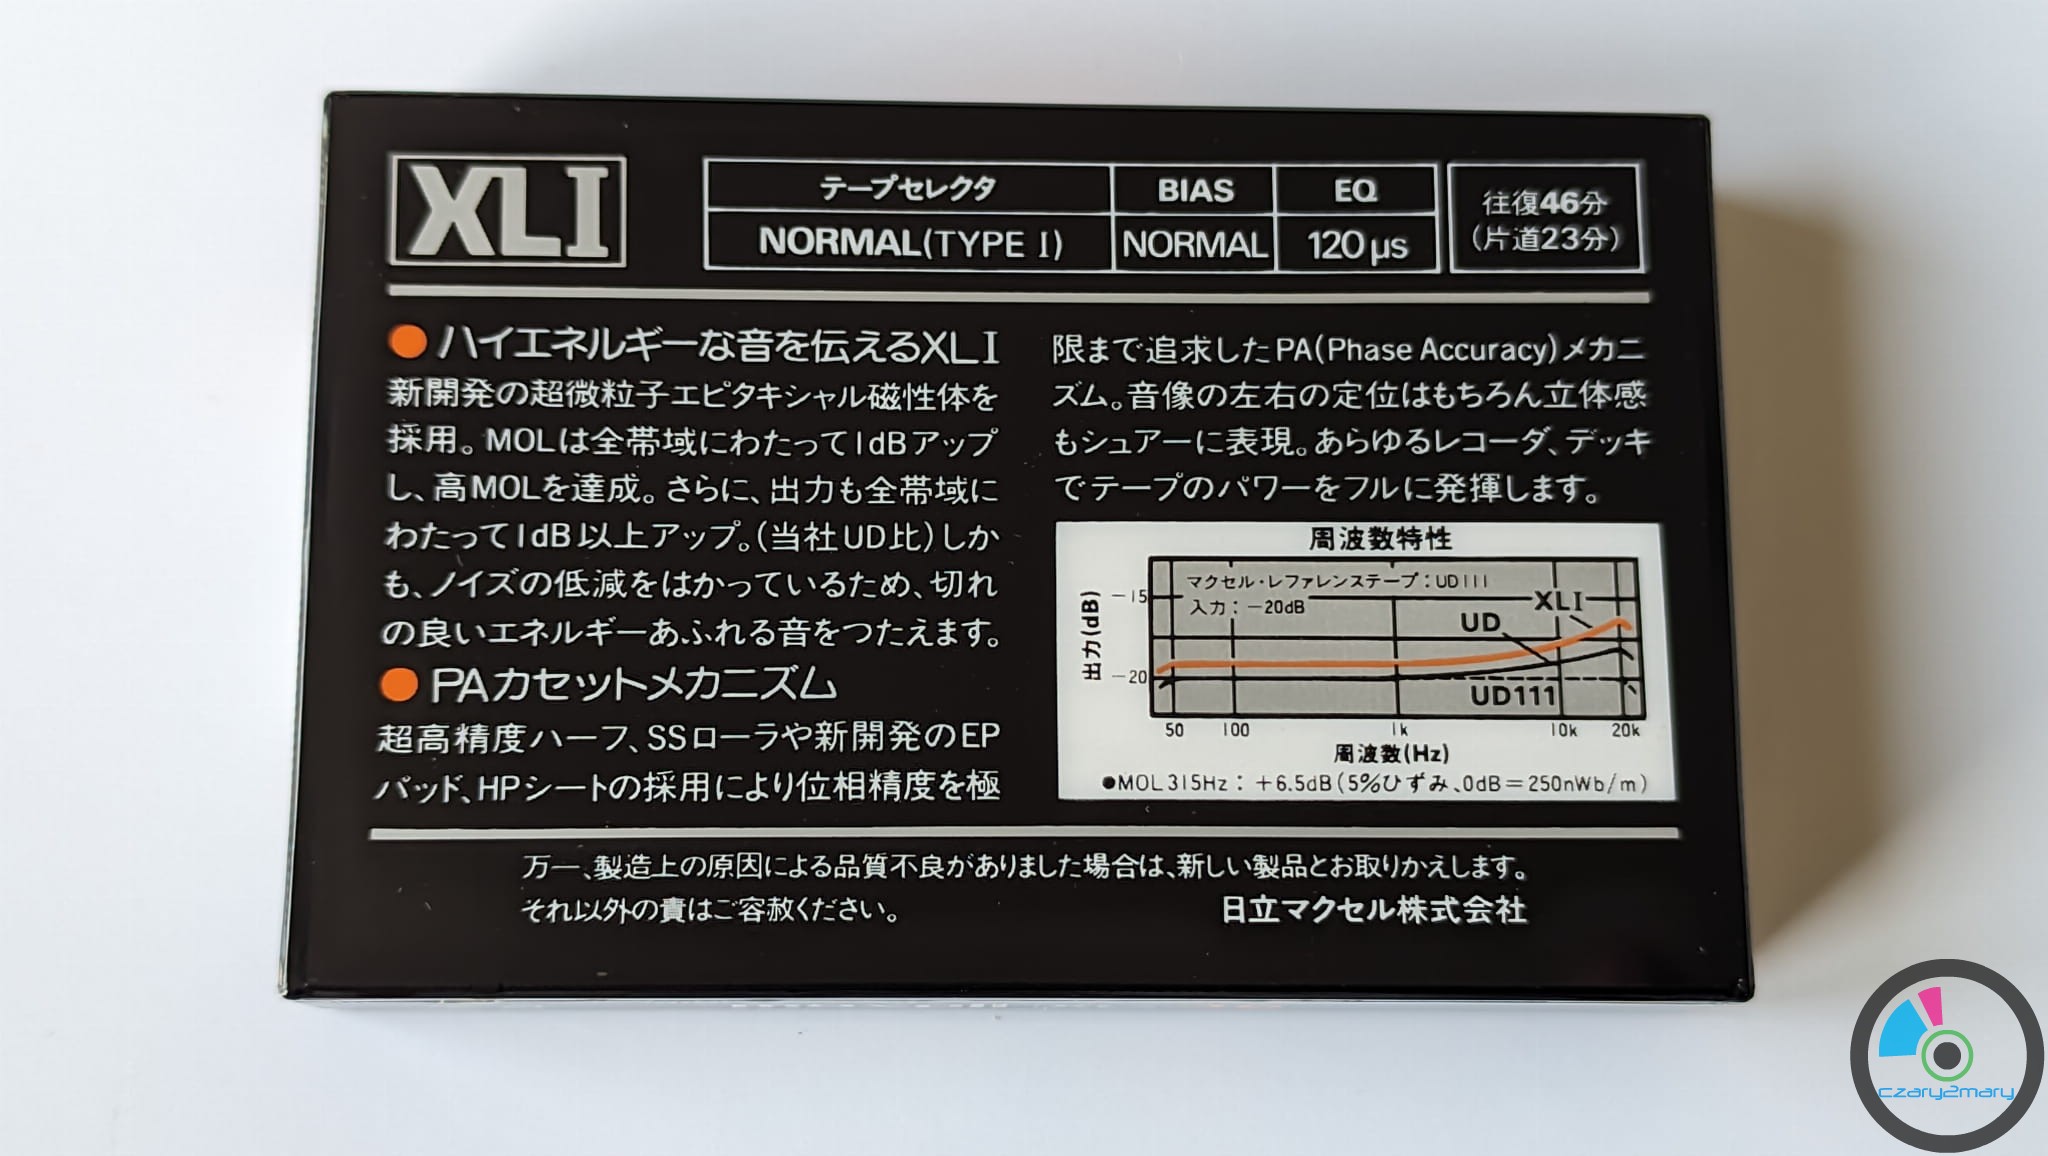 XLI
テープセレクタ BIAS EQ
NORMAL(TYPE I) NORMAL 120μs
往復46分
(片道23分)
●ハイエネルギーな音を伝えるXLI
新開発の超微粒子エピタキシャル磁性体を
採用。MOLは全帯域にわたって1dBアップ
し、高MOLを達成。さらに、出力も全帯域に
わたって1dB以上アップ。(当社UD比)しか
も、ノイズの低減をはかっているため、切れ
の良いエネルギーあふれる音をつたえます。
●PAカセットメカニズム
超高精度ハーフ、SSローラや新開発のEP
パッド、HPシートの採用により位相精度を極
限まで追求したPA(Phase Accuracy)メカニ
ズム。音像の左右の定位はもちろん立体感
もシュアーに表現。あらゆるレコーダ、デッキ
でテープのパワーをフルに発揮します。
周波数特性
マクセル・レファレンステープ:UD111
入力:-20dB
出力(dB)
-15
-20
XLI
UD
UD111
50 100 1k 10k 20k
周波数(Hz)
●MOL315Hz:+6.5dB(5%ひずみ、0dB=250nWb/m)
万一、製造上の原因による品質不良がありました場合は、新しい製品とお取りかえします。
それ以外の責はご容赦ください。
日立マクセル株式会社
czary2mary